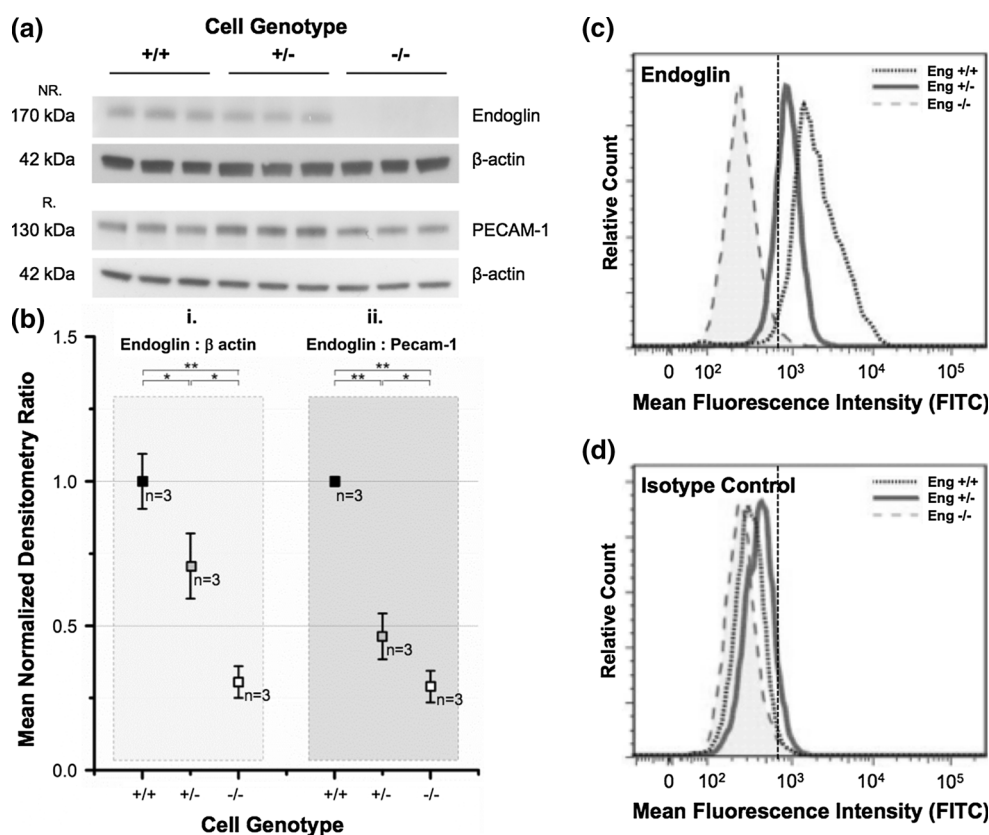 (a)
Cell Genotype
+/+ +/- -/-
NR.
170 kDa Endoglin
42 kDa β-actin
R.
130 kDa PECAM-1
42 kDa β-actin
(b)
i. ii.
Endoglin : β actin Endoglin : Pecam-1
** **
* * ** *
Mean Normalized Densitometry Ratio
1.5
1.0
0.5
0.0
n=3
n=3
n=3
n=3
n=3
n=3
+/+ +/- -/- +/+ +/- -/-
Cell Genotype
(c)
Endoglin
Eng +/+
Eng +/-
Eng -/-
Relative Count
0 10² 10³ 10⁴ 10⁵
Mean Fluorescence Intensity (FITC)
(d)
Isotype Control
Eng +/+
Eng +/-
Eng -/-
Relative Count
0 10² 10³ 10⁴ 10⁵
Mean Fluorescence Intensity (FITC)